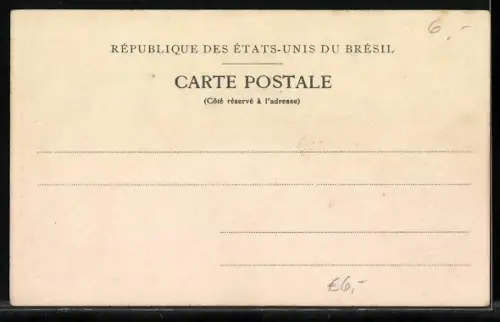 6,-
RÉPUBLIQUE DES ÉTATS-UNIS DU BRÉSIL
CARTE POSTALE
(Côté réservé à l'adresse)
€6,-